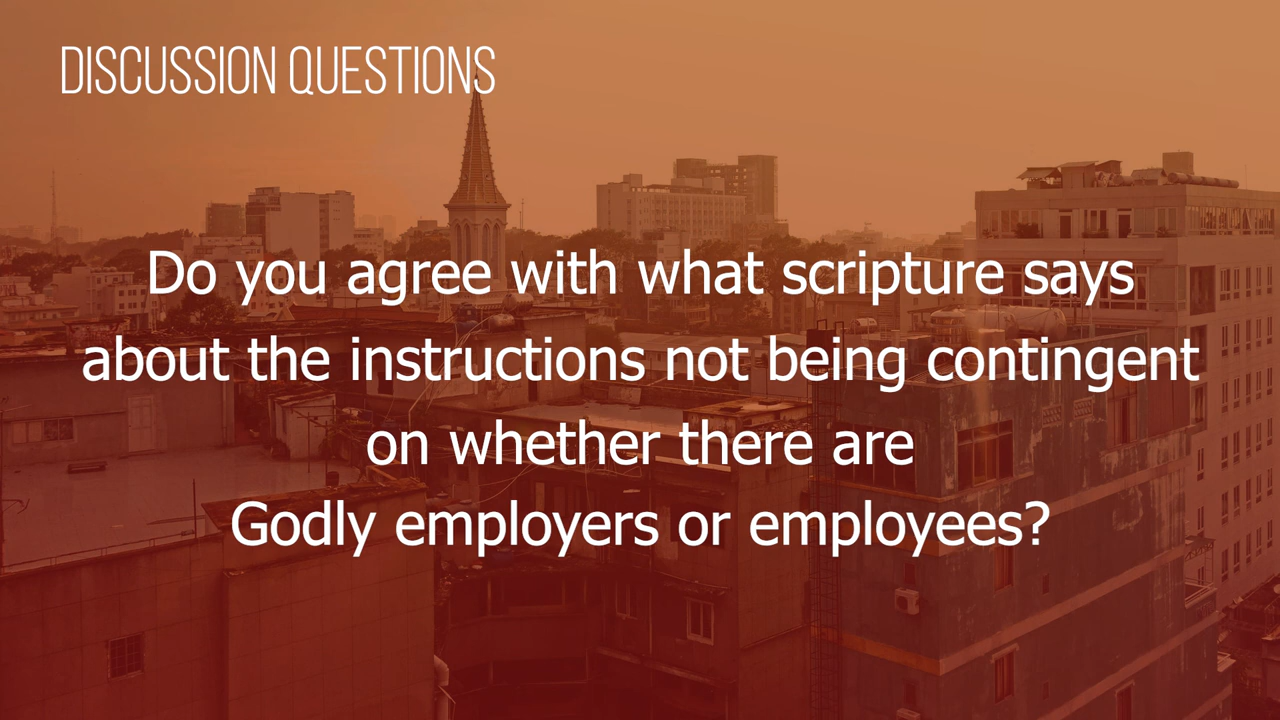 DISCUSSION QUESTIONS
Do you agree with what scripture says
about the instructions not being contingent
on whether there are
Godly employers or employees?